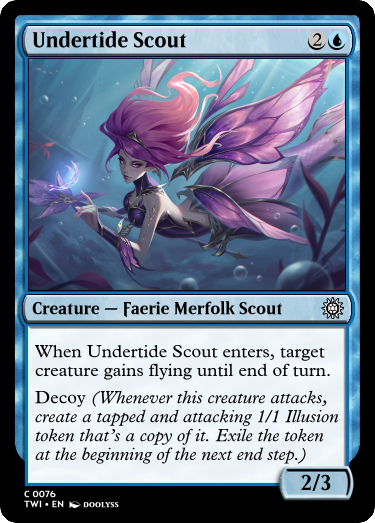 Undertide Scout
2
Creature — Faerie Merfolk Scout
When Undertide Scout enters, target
creature gains flying until end of turn.
Decoy (Whenever this creature attacks,
create a tapped and attacking 1/1 Illusion
token that's a copy of it. Exile the token
at the beginning of the next end step.)
2/3
C 0076
TWI • EN DOOLYSS